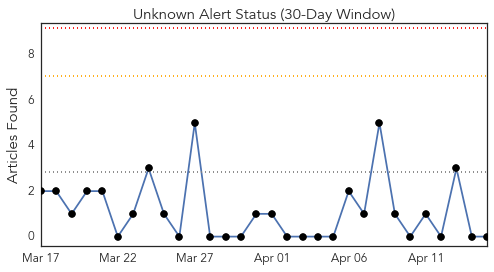 Unknown Alert Status (30-Day Window)
Articles Found
8
6
4
2
0
Mar 17 Mar 22 Mar 27 Apr 01 Apr 06 Apr 11